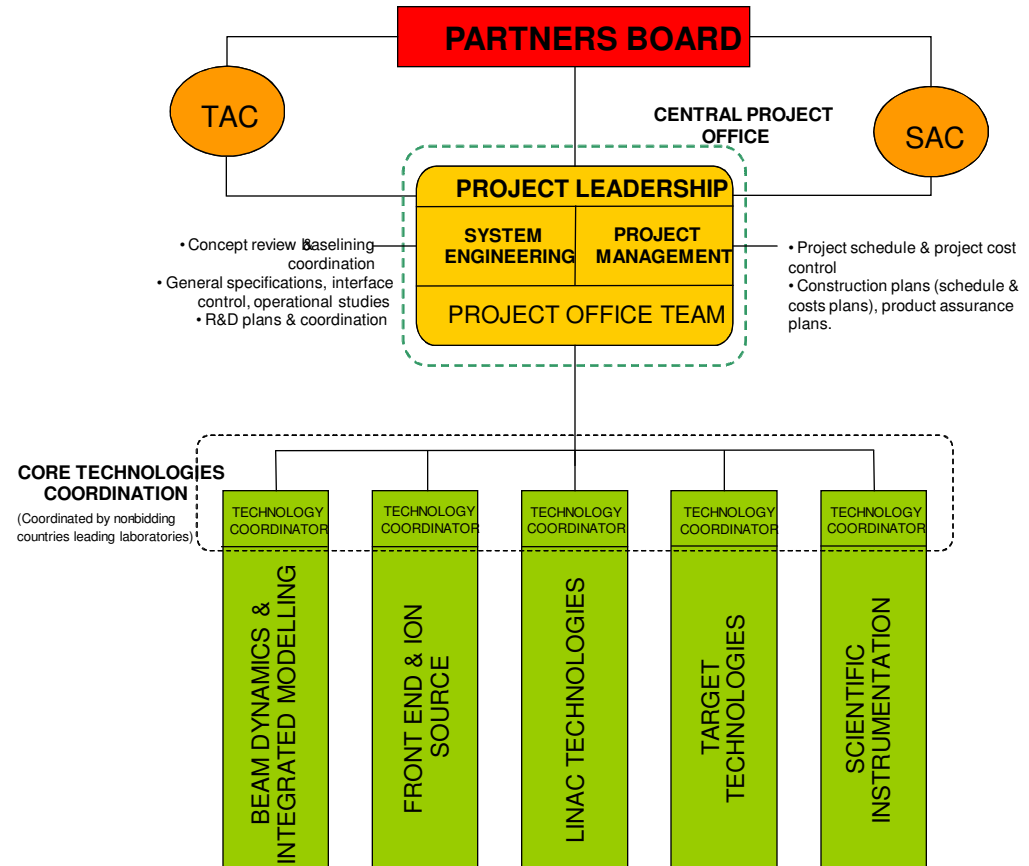 PARTNERS BOARD
TAC
CENTRAL PROJECT
OFFICE
SAC
PROJECT LEADERSHIP
SYSTEM
ENGINEERING
PROJECT
MANAGEMENT
PROJECT OFFICE TEAM
• Concept review & baselining
coordination
• General specifications, interface
control, operational studies
• R&D plans & coordination
• Project schedule & project cost
control
• Construction plans (schedule &
costs plans), product assurance
plans.
CORE TECHNOLOGIES
COORDINATION
(Coordinated by nonbidding
countries leading laboratories)
TECHNOLOGY
COORDINATOR
TECHNOLOGY
COORDINATOR
TECHNOLOGY
COORDINATOR
TECHNOLOGY
COORDINATOR
TECHNOLOGY
COORDINATOR
BEAM DYNAMICS &
INTEGRATED MODELLING
FRONT END & ION
SOURCE
LINAC TECHNOLOGIES
TARGET
TECHNOLOGIES
SCIENTIFIC
INSTRUMENTATION